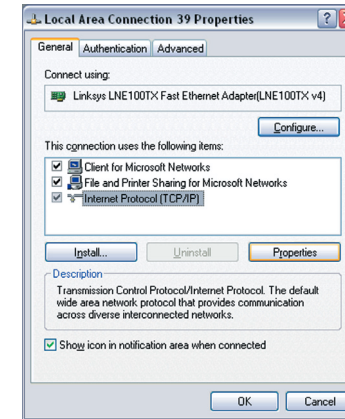 Local Area Connection 39 Properties
General Authentication Advanced
Connect using:
Linksys LNE100TX Fast Ethernet Adapter(LNE100TX v4)
Configure...
This connection uses the following items:
Client for Microsoft Networks
File and Printer Sharing for Microsoft Networks
Internet Protocol (TCP/IP)
Install... Uninstall Properties
Description
Transmission Control Protocol/Internet Protocol. The default
wide area network protocol that provides communication
across diverse interconnected networks.
Show icon in notification area when connected
OK Cancel